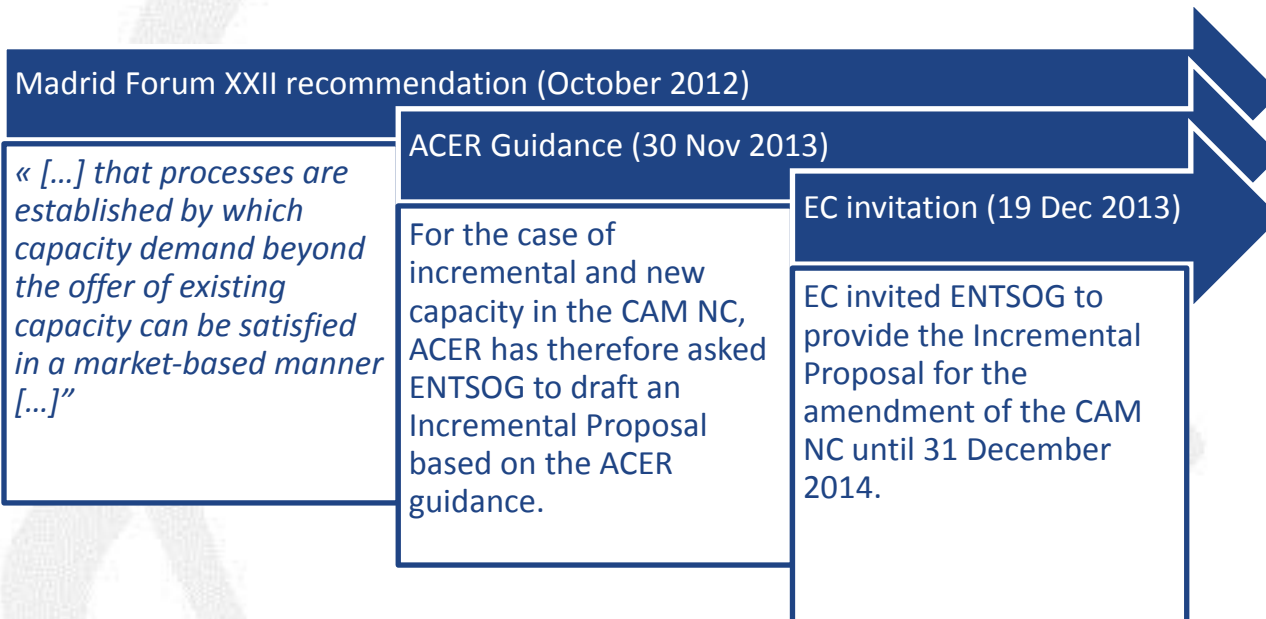 Madrid Forum XXII recommendation (October 2012)
« […] that processes are
established by which
capacity demand beyond
the offer of existing
capacity can be satisfied
in a market-based manner
[…]”
ACER Guidance (30 Nov 2013)
For the case of
incremental and new
capacity in the CAM NC,
ACER has therefore asked
ENTSOG to draft an
Incremental Proposal
based on the ACER
guidance.
EC invitation (19 Dec 2013)
EC invited ENTSOG to
provide the Incremental
Proposal for the
amendment of the CAM
NC until 31 December
2014.